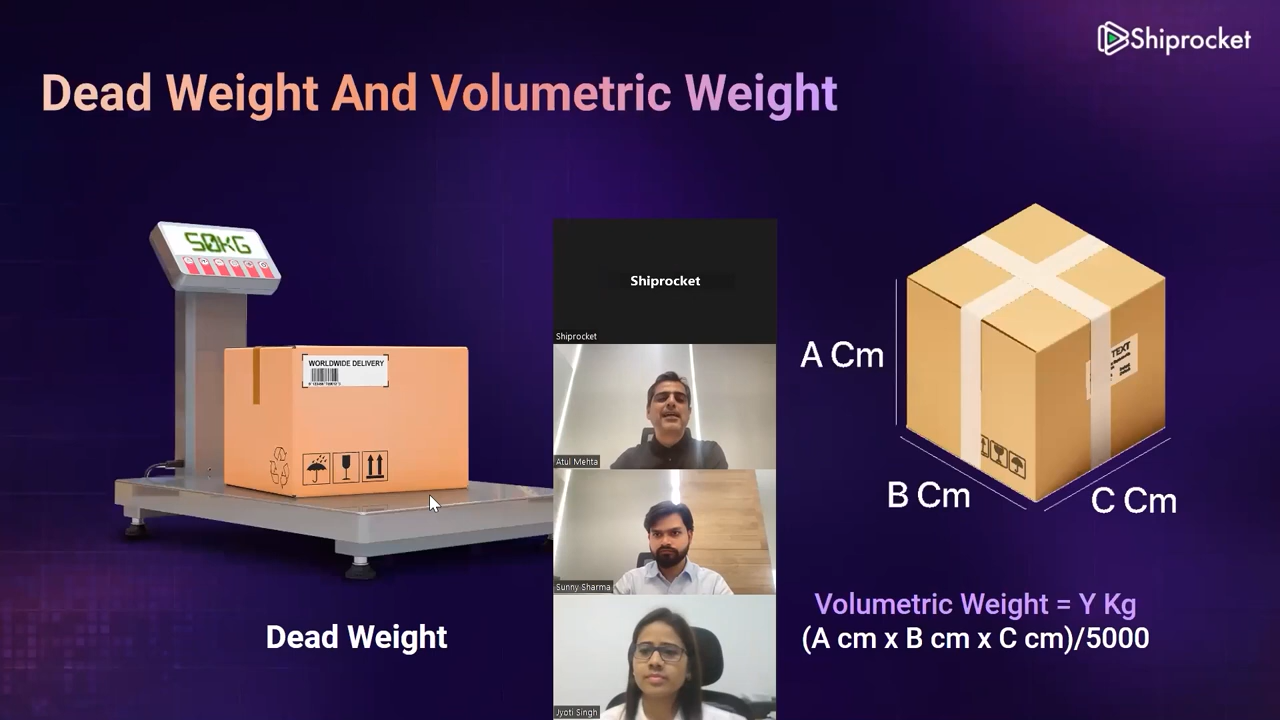 Shiprocket
Dead Weight And Volumetric Weight
50KG
WORLDWIDE DELIVERY
Shiprocket
Shiprocket
Atul Mehta
Sunny Sharma
Jyoti Singh
TEXT
A Cm
B Cm
C Cm
Dead Weight
Volumetric Weight = Y Kg
(A cm x B cm x C cm)/5000